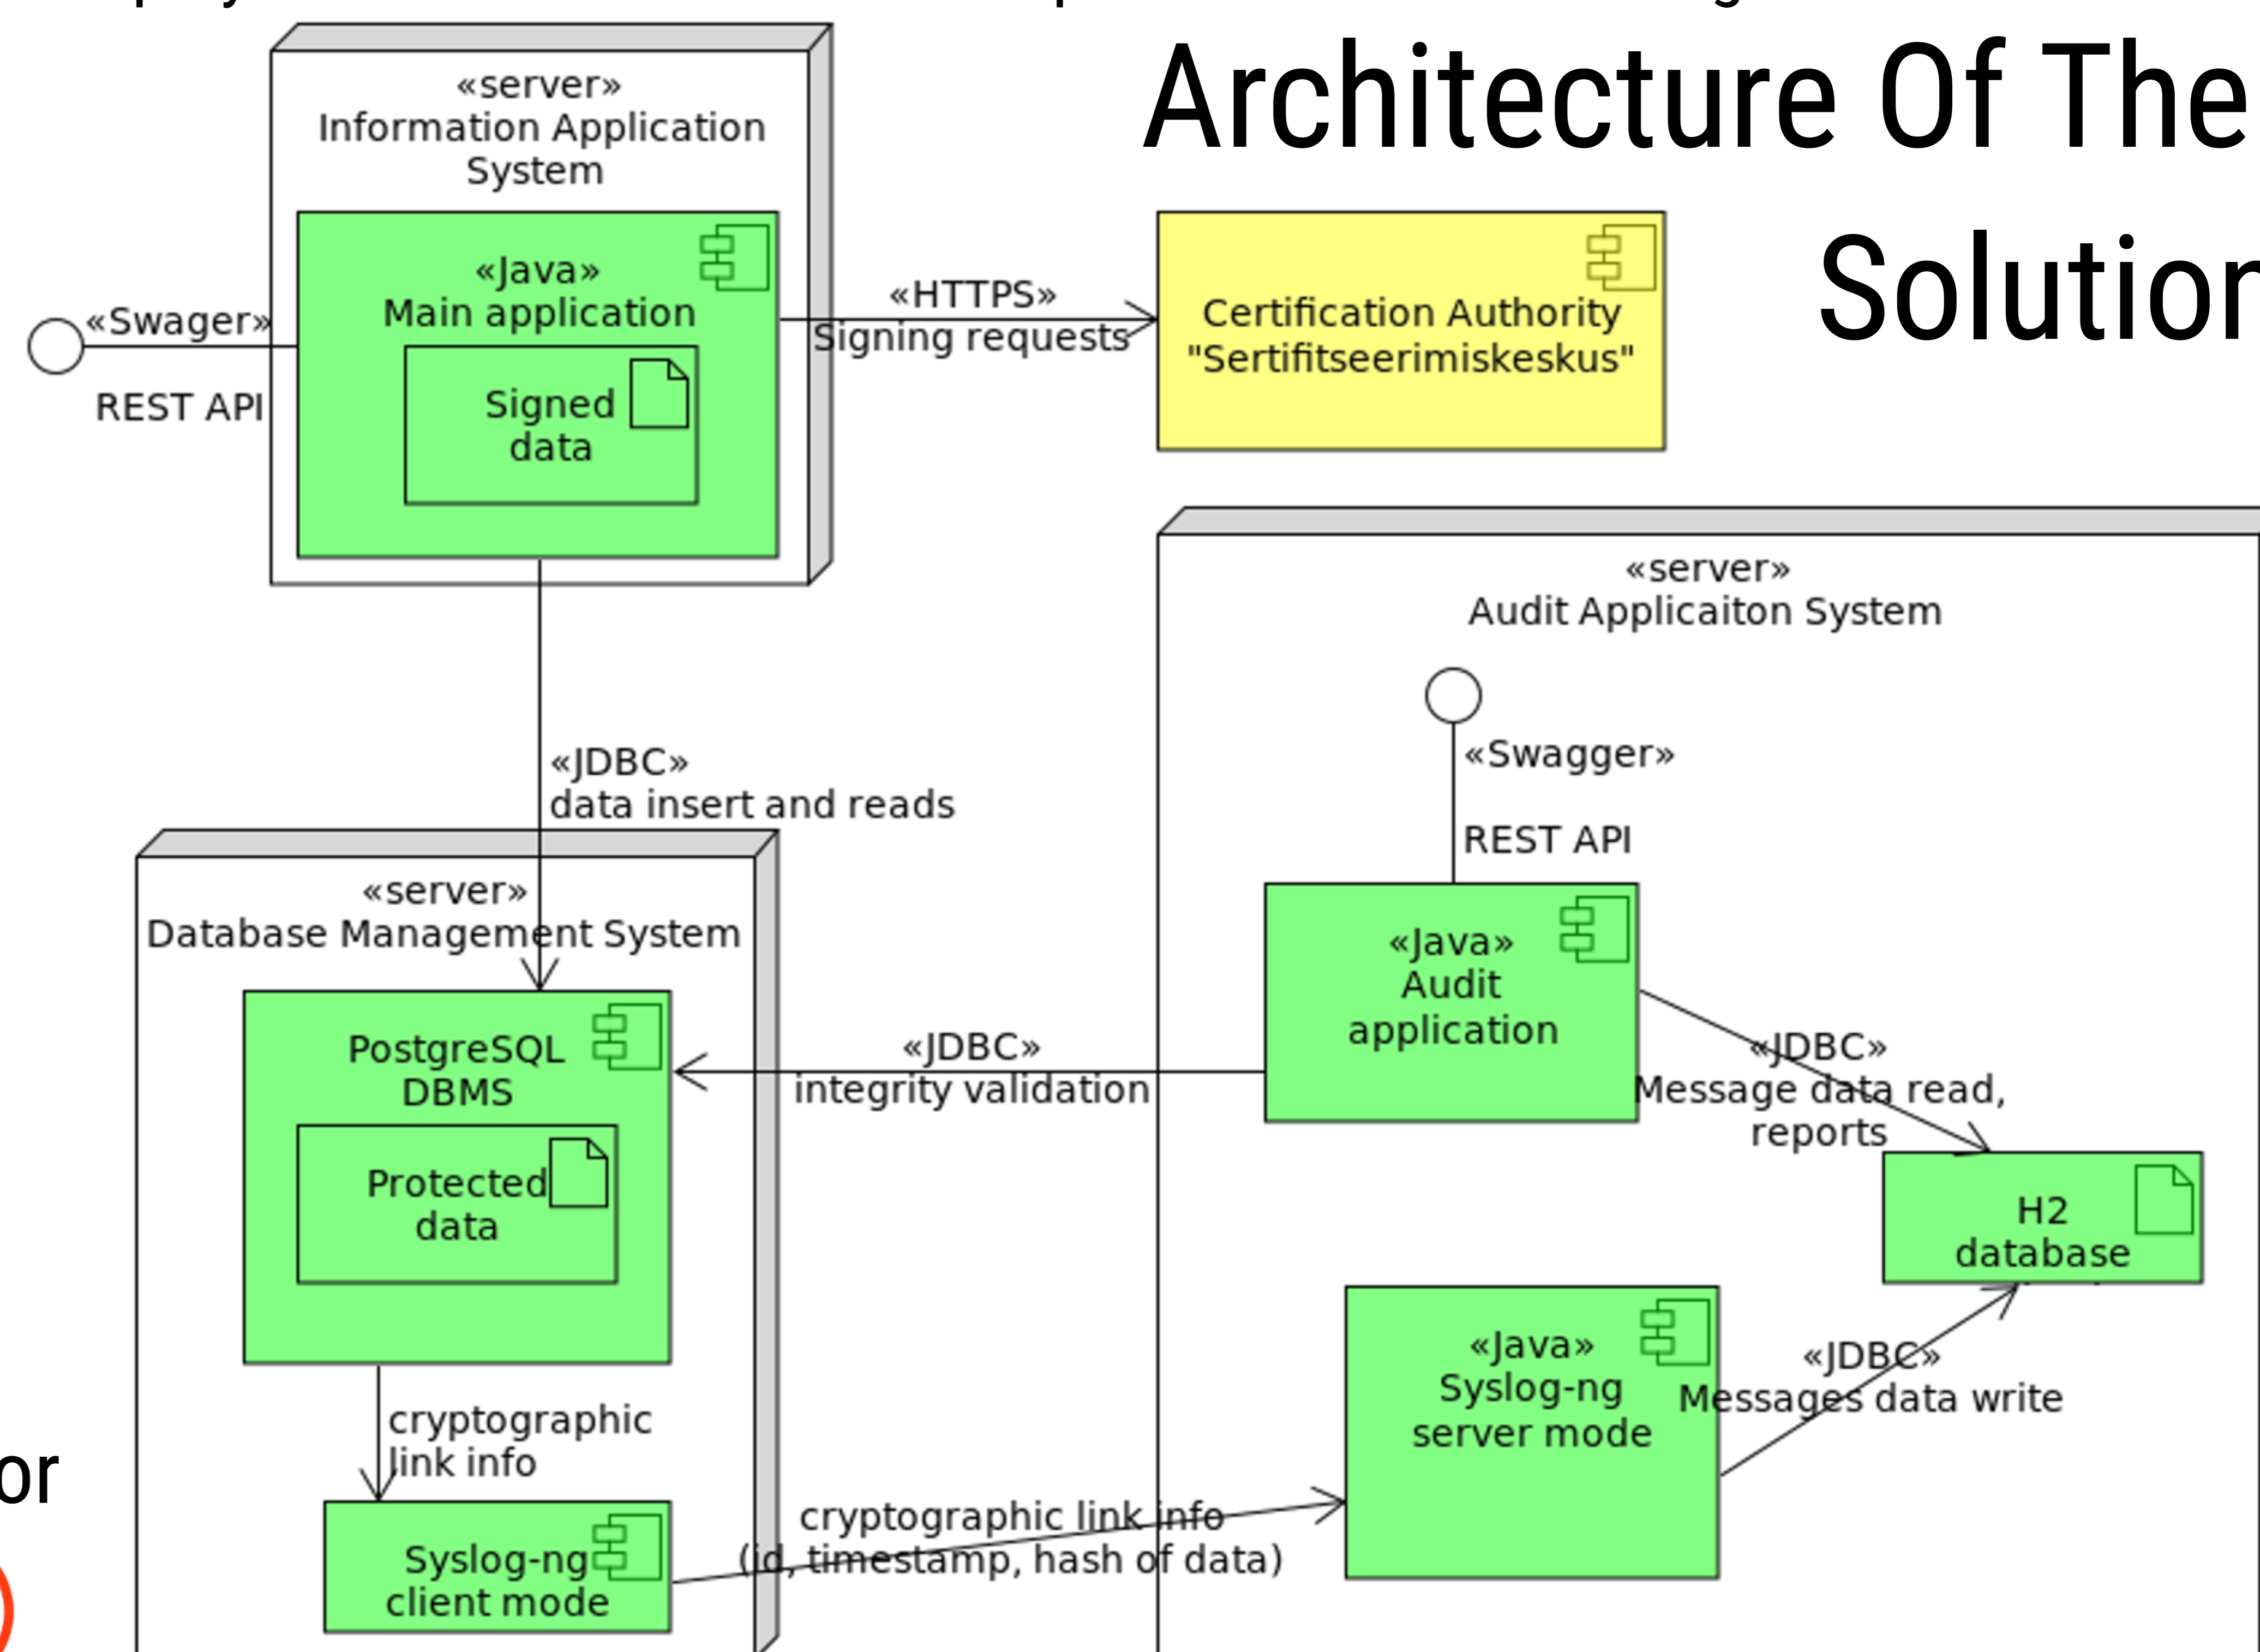 Architecture Of The
Solution
«server»
Information Application
System
«Java»
Main application
Signed
data
«Swager»
REST API
«HTTPS»
Signing requests
Certification Authority
"Sertifitseerimiskeskus"
«JDBC»
data insert and reads
«server»
Audit Applicaiton System
«Swagger»
REST API
«server»
Database Management System
«Java»
Audit
application
PostgreSQL
DBMS
Protected
data
«JDBC»
integrity validation
«JDBC»
Message data read,
reports
H2
database
«Java»
Syslog-ng
server mode
«JDBC»
Messages data write
cryptographic
link info
or
Syslog-ng
client mode
cryptographic link info
(id, timestamp, hash of data)